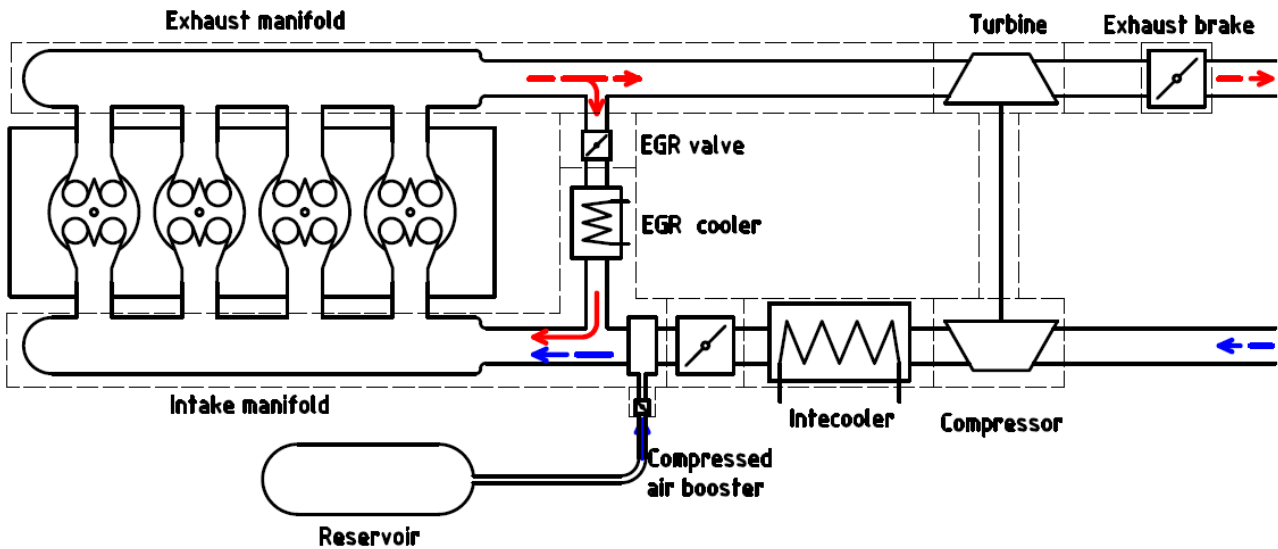 Exhaust manifold
Turbine
Exhaust brake
EGR valve
EGR cooler
Intake manifold
Intecooler
Compressor
Compressed
air booster
Reservoir